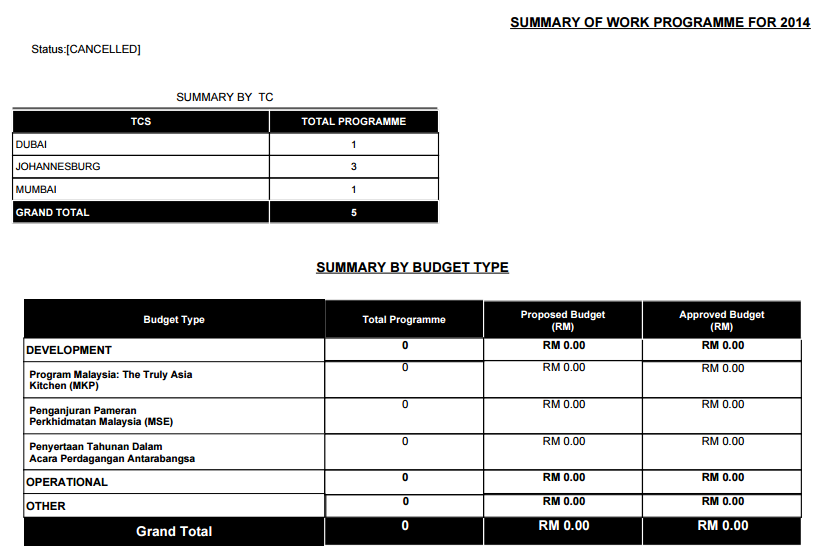 SUMMARY OF WORK PROGRAMME FOR 2014
Status:[CANCELLED]
SUMMARY BY TC
TCS TOTAL PROGRAMME
DUBAI 1
JOHANNESBURG 3
MUMBAI 1
GRAND TOTAL 5
SUMMARY BY BUDGET TYPE
Budget Type Total Programme Proposed Budget (RM) Approved Budget (RM)
DEVELOPMENT 0 RM 0.00 RM 0.00
Program Malaysia: The Truly Asia 0 RM 0.00 RM 0.00
Kitchen (MKP)
Penganjuran Pameran 0 RM 0.00 RM 0.00
Perkhidmatan Malaysia (MSE)
Penyertaan Tahunan Dalam 0 RM 0.00 RM 0.00
Acara Perdagangan Antarabangsa
OPERATIONAL 0 RM 0.00 RM 0.00
OTHER 0 RM 0.00 RM 0.00
Grand Total 0 RM 0.00 RM 0.00